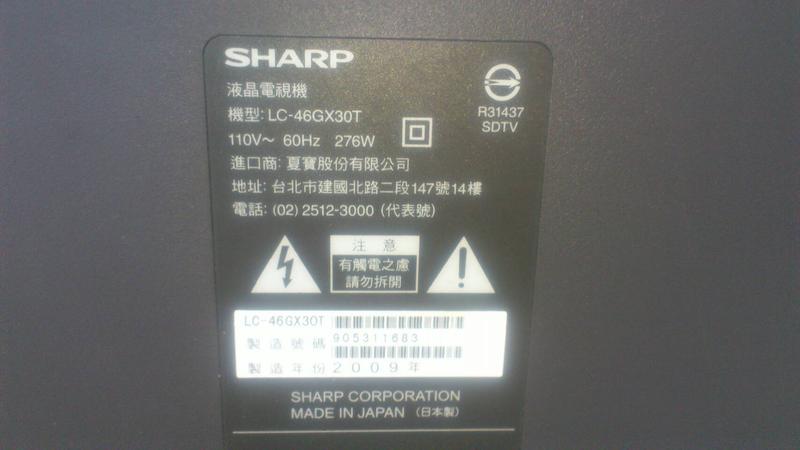 SHARP
液晶電視機
機型: LC-46GX30T
110V～ 60Hz 276W
R31437
SDTV
進口商: 夏寶股份有限公司
地址: 台北市建國北路二段147號14樓
電話: (02) 2512-3000 (代表號)
注意
有觸電之慮
請勿拆開
LC-46GX30T
製造號碼 905311683
製造年份 2009年
SHARP CORPORATION
MADE IN JAPAN (日本製)